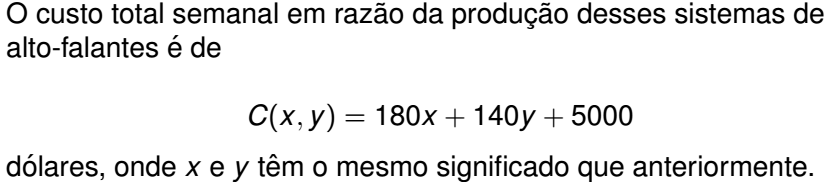 O custo total semanal em razão da produção desses sistemas de
alto-falantes é de
C(x, y) = 180x + 140y + 5000
dólares, onde x e y têm o mesmo significado que anteriormente.